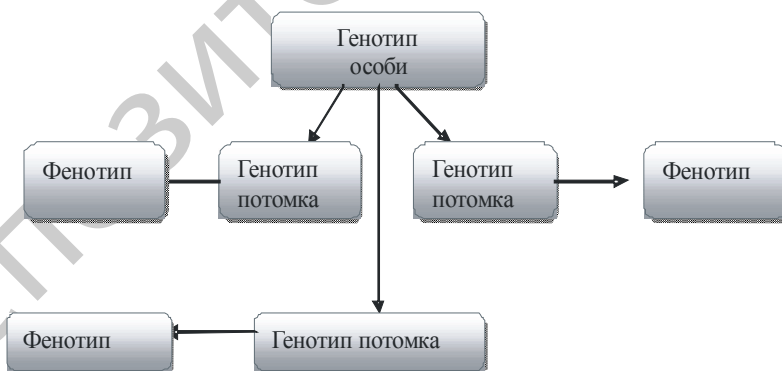 Генотип
особи
Фенотип
Генотип
потомка
Генотип
потомка
Фенотип
Фенотип
Генотип потомка